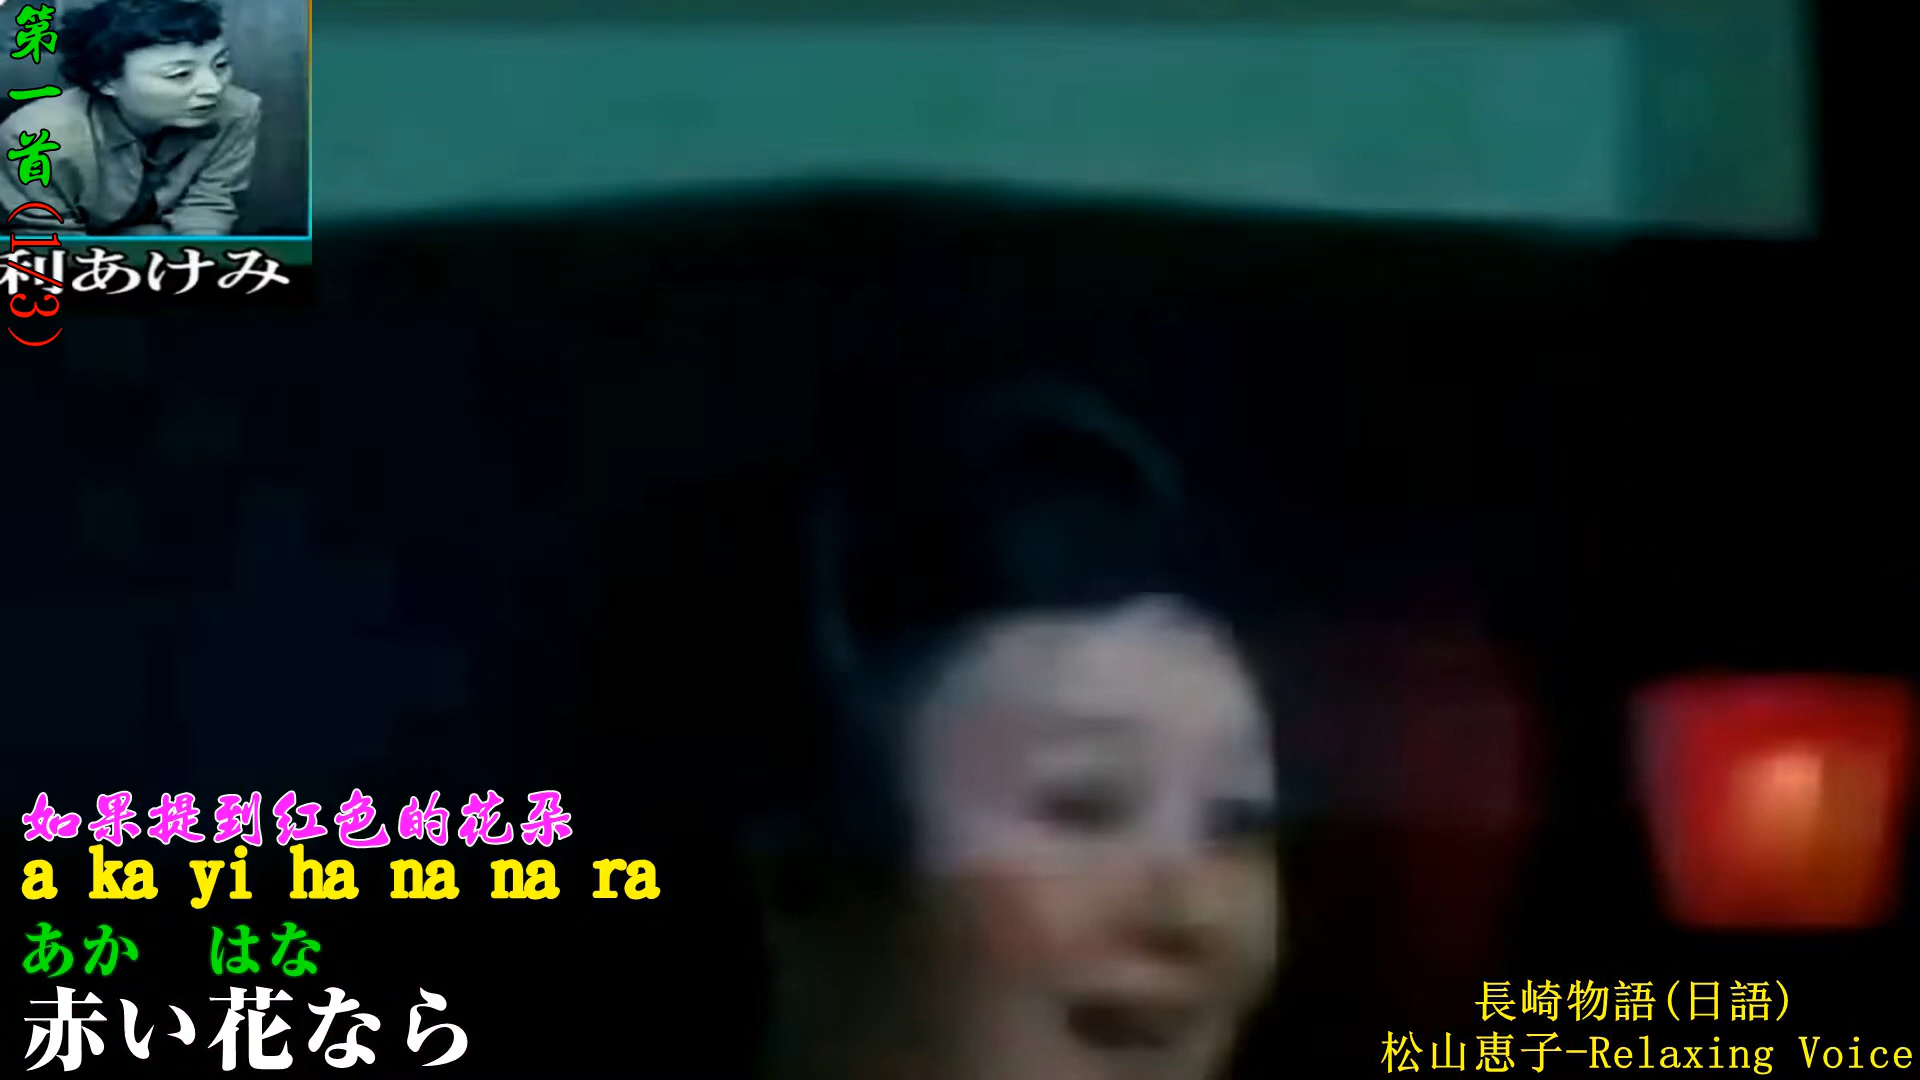 第一首(1/3)
利あけみ
如果提到红色的花朵
a ka yi ha na na ra
あか はな
赤い花なら
長崎物語(日語)
松山恵子-Relaxing Voice